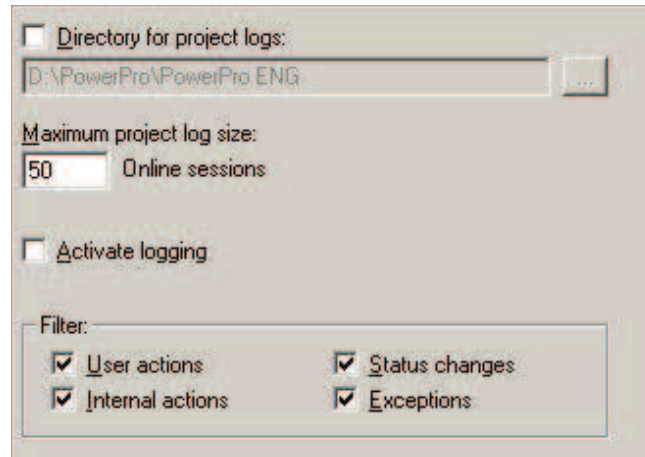 Directory for project logs:
D:\PowerPro\PowerPro ENG
...
Maximum project log size:
50 Online sessions
Activate logging
Filter:
User actions Status changes
Internal actions Exceptions